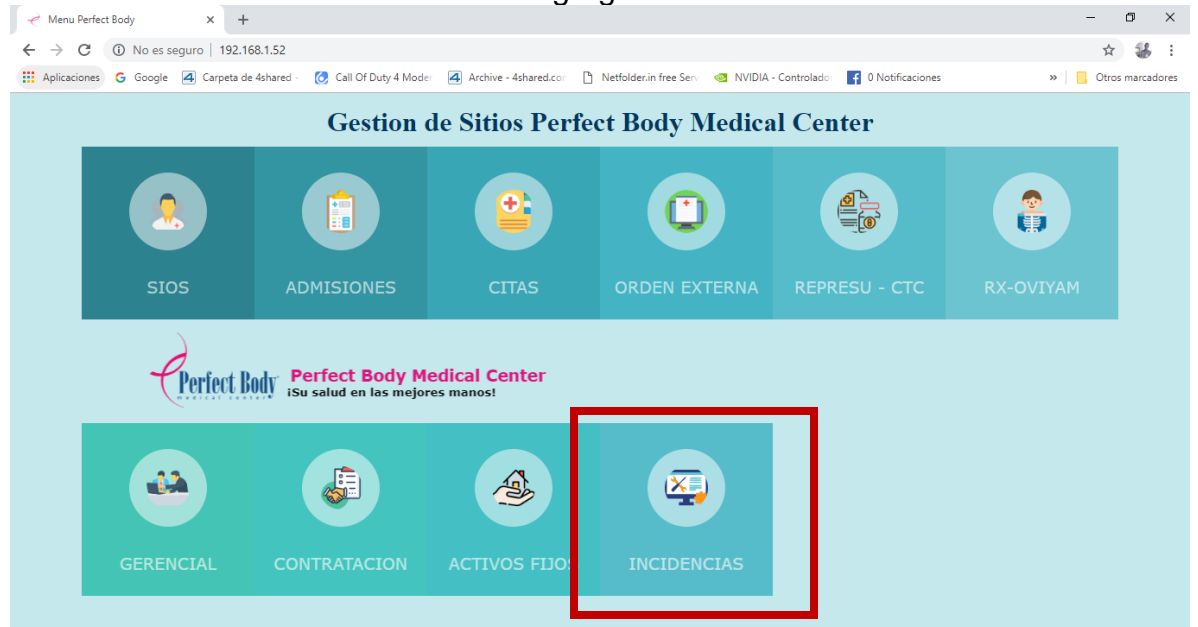 Menu Perfect Body
No es seguro | 192.168.1.52
Aplicaciones Google Carpeta de 4shared - Call Of Duty 4 Moder Archive - 4shared.com Netfolder.in free Serv NVIDIA - Controlado 0 Notificaciones » Otros marcadores
Gestion de Sitios Perfect Body Medical Center
SIOS ADMISIONES CITAS ORDEN EXTERNA REPRESU - CTC RX-OVIYAM
Perfect Body
medical center
Perfect Body Medical Center
¡Su salud en las mejores manos!
GERENCIAL CONTRATACION ACTIVOS FIJOS INCIDENCIAS